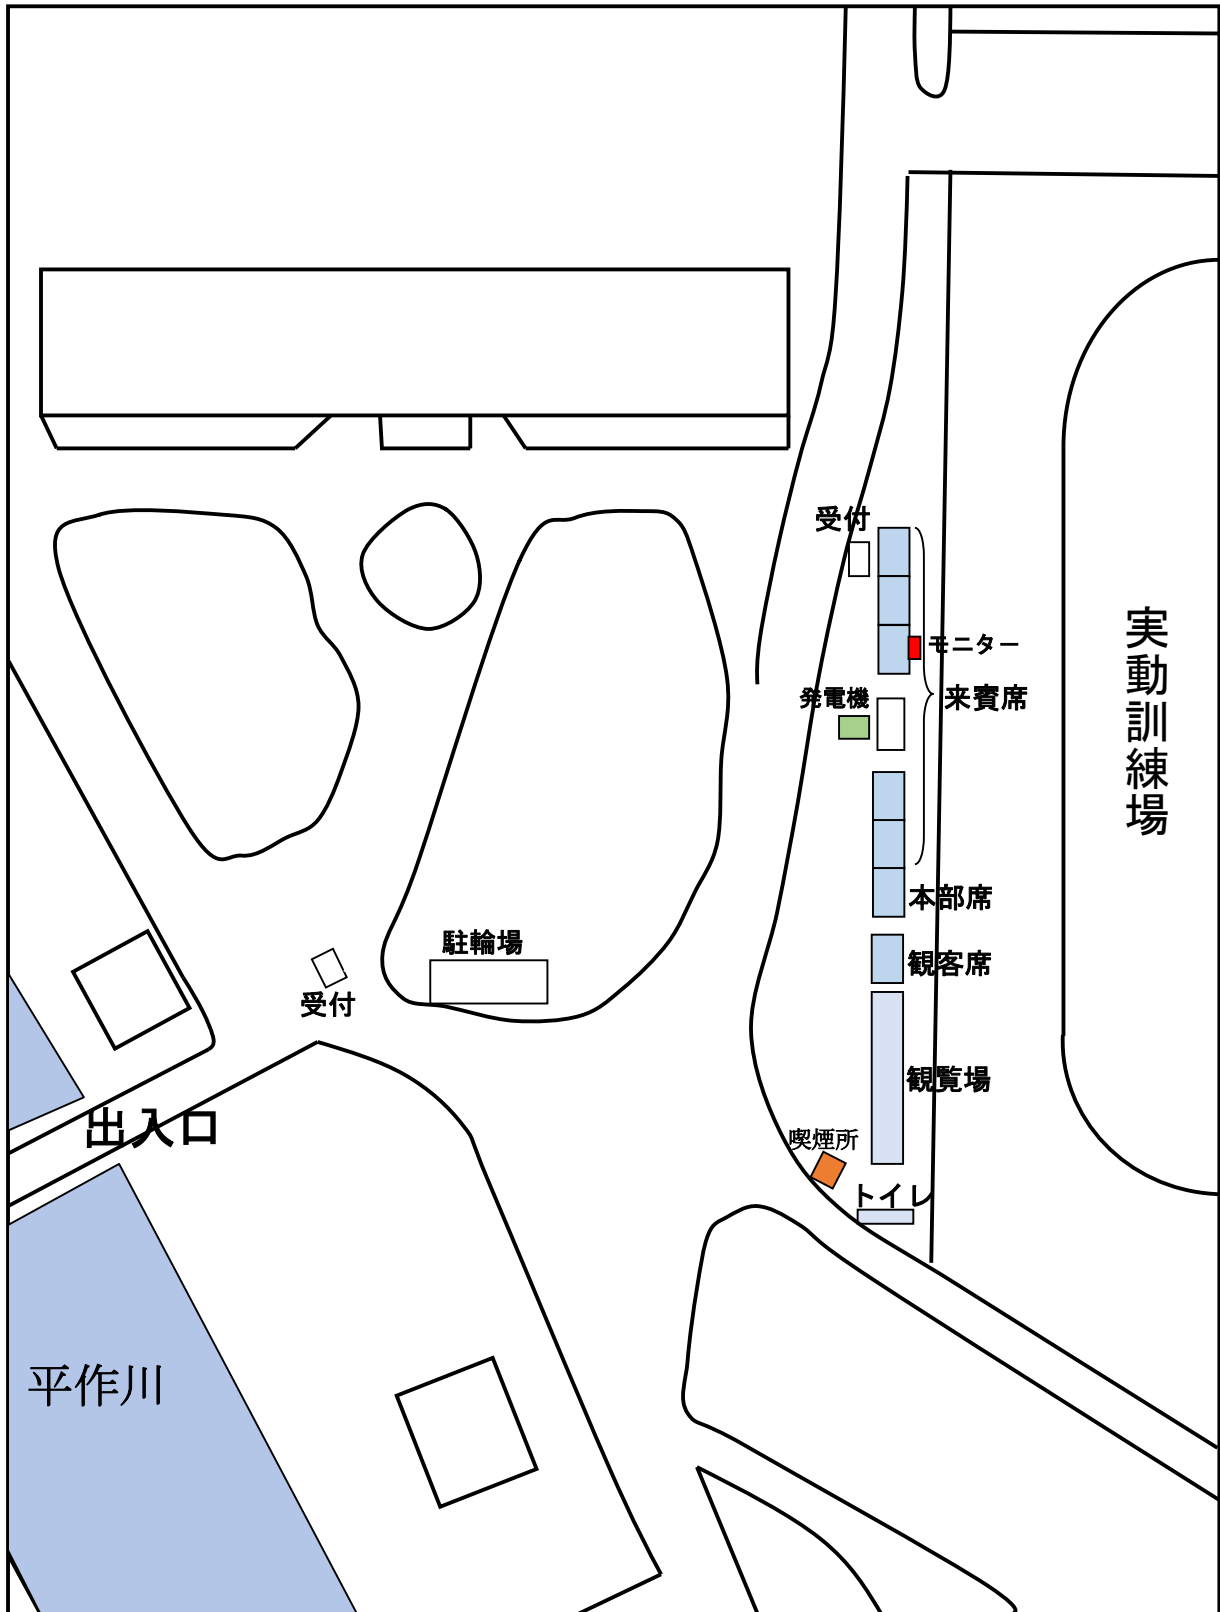 受付
モニター
発電機
来賓席
実動訓練場
本部席
駐輪場
観客席
受付
観覧場
出入口
喫煙所
トイレ
平作川